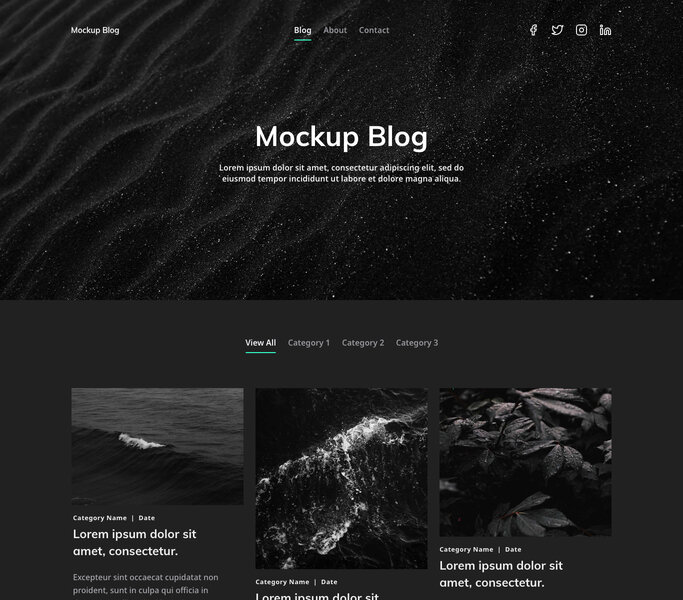 Mockup Blog
Blog About Contact
Mockup Blog
Lorem ipsum dolor sit amet, consectetur adipiscing elit, sed do
eiusmod tempor incididunt ut labore et dolore magna aliqua.
View All Category 1 Category 2 Category 3
Category Name | Date
Lorem ipsum dolor sit
amet, consectetur.
Excepteur sint occaecat cupidatat non
proident, sunt in culpa qui officia in
Category Name | Date
Lorem ipsum dolor sit
Category Name | Date
Lorem ipsum dolor sit
amet, consectetur.